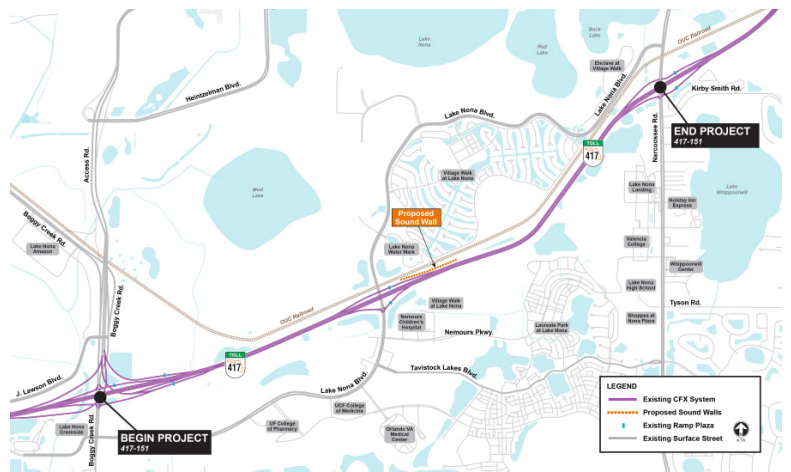 Lake
Nona
Red
Lake
Buck
Lake
OUC Railroad
Enclave at
Village Walk
Lake Nona Blvd.
Kirby Smith Rd.
Heintzelman Blvd.
Lake Nona Blvd.
END PROJECT
417-151
Narcoossee Rd.
TOLL
417
Access Rd.
Village Walk
at Lake Nona
Mud
Lake
Lake Nona
Landing
Lake
Whippoorwill
Holiday Inn
Express
Proposed
Sound Wall
Boggy Creek Rd.
Lake Nona
Amazon
Lake Nona
Water Mark
Valencia
College
Whippoorwill
Center
Boggy Creek Rd.
Lake Nona
High School
Village Walk
at Lake Nona
Tyson Rd.
OUC Railroad
Nemours
Children's
Hospital
Nemours Pkwy.
Laureate Park
at Lake Nona
Shoppes at
Nona Place
TOLL
417
J. Lawson Blvd.
Lake Nona Blvd.
Tavistock Lakes Blvd.
LEGEND
Existing CFX System
Proposed Sound Walls
Existing Ramp Plaza
Existing Surface Street
NTS
UCF College
of Medicine
UF College
of Pharmacy
Orlando VA
Medical
Center
Lake Nona
Creekside
BEGIN PROJECT
417-151
Boggy Creek Rd.